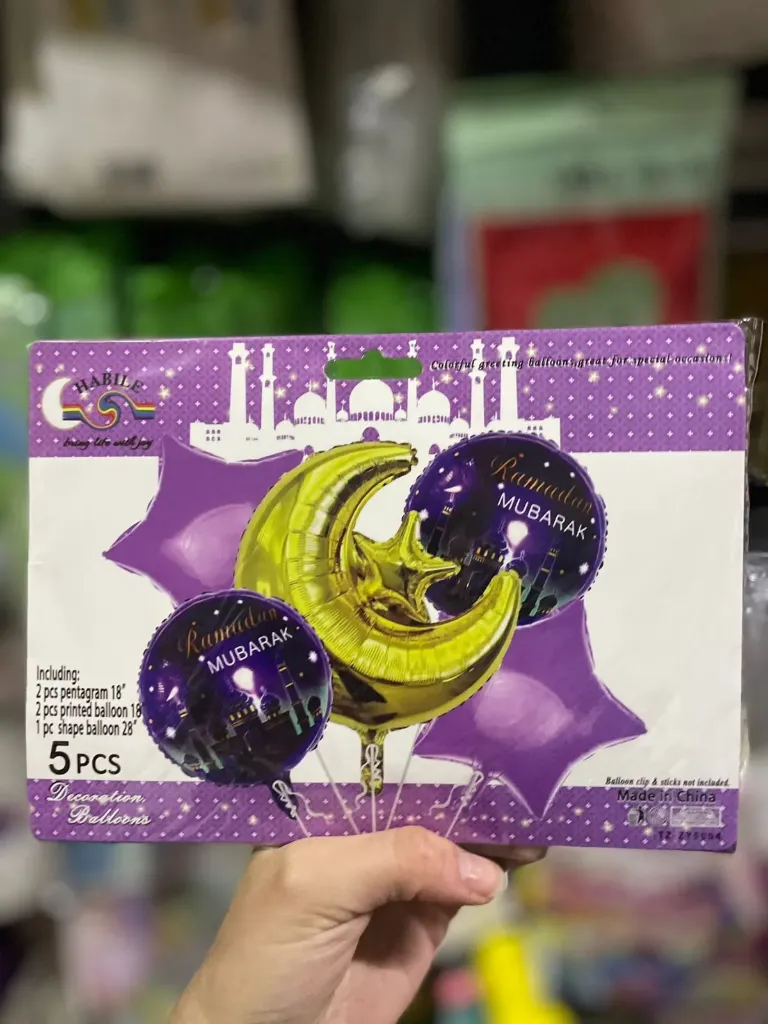 HABILE
bring life with joy
Colorful greeting balloons, great for special occasions!
Ramadan
MUBARAK
Ramadan
MUBARAK
Including:
2 pcs pentagram 18"
2 pcs printed balloon 18
1 pc shape balloon 28"
5 PCS
Decoration
Balloons
Balloon clip & sticks not included.
Made in China